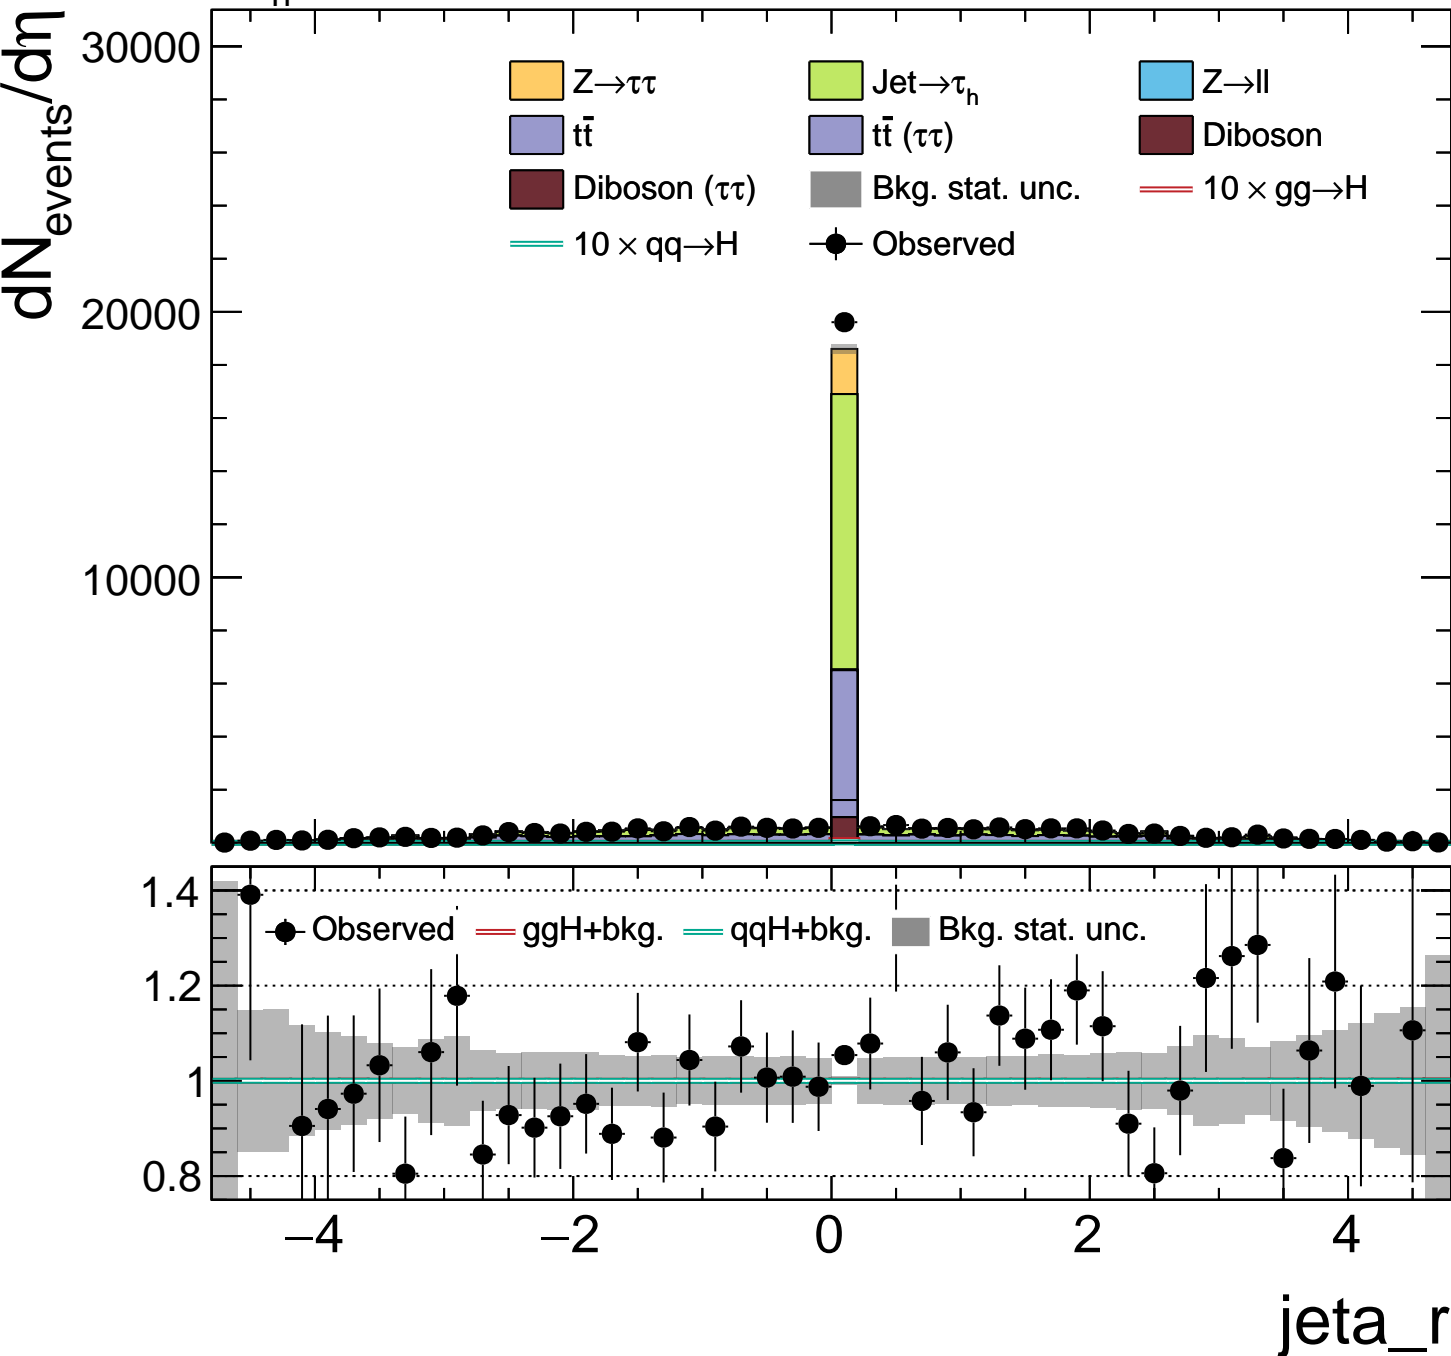 30000
20000
10000
dN_events/dη
Z→ττ Jet→τ_h Z→ll
tt̄ tt̄ (ττ) Diboson
Diboson (ττ) Bkg. stat. unc. 10 × gg→H
10 × qq→H Observed
1.4
1.2
1
0.8
Observed ggH+bkg. qqH+bkg. Bkg. stat. unc.
−4 −2 0 2 4
jeta_r